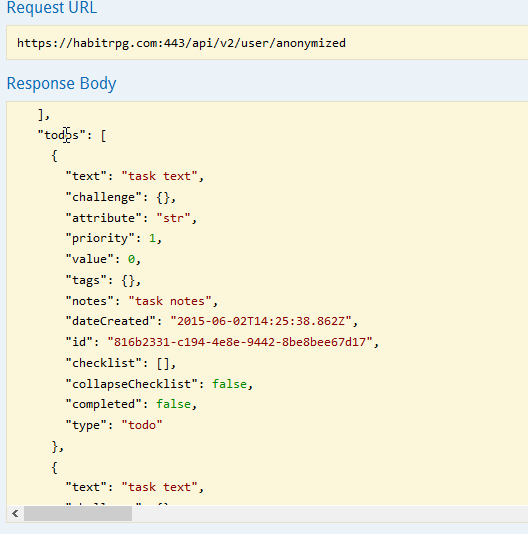 Request URL
https://habitrpg.com:443/api/v2/user/anonymized
Response Body
],
"todos": [
{
"text": "task text",
"challenge": {},
"attribute": "str",
"priority": 1,
"value": 0,
"tags": {},
"notes": "task notes",
"dateCreated": "2015-06-02T14:25:38.862Z",
"id": "816b2331-c194-4e8e-9442-8be8bee67d17",
"checklist": [],
"collapseChecklist": false,
"completed": false,
"type": "todo"
},
{
"text": "task text",